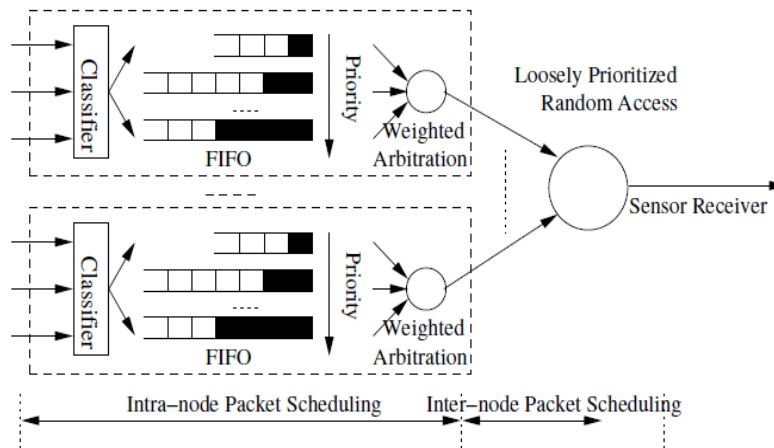 Classifier
FIFO
Priority
Weighted
Arbitration
Loosely Prioritized
Random Access
Sensor Receiver
Classifier
FIFO
Priority
Weighted
Arbitration
Intra-node Packet Scheduling
Inter-node Packet Scheduling